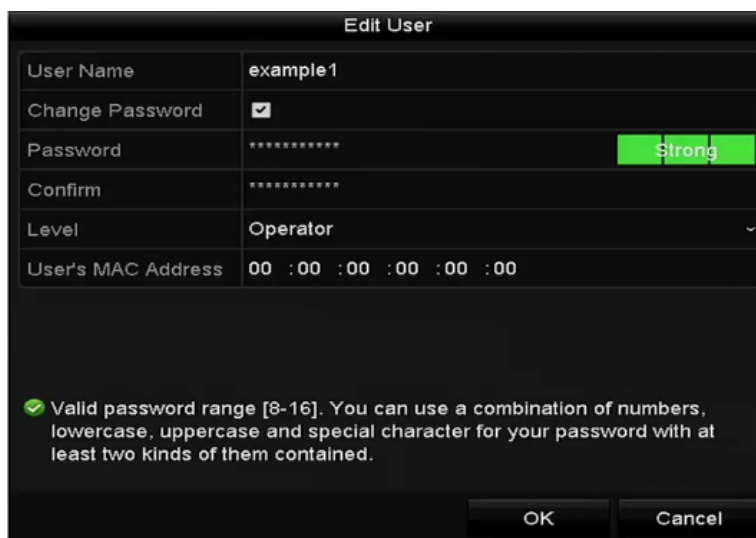 Edit User
User Name example1
Change Password
Password *********** Strong
Confirm ***********
Level Operator
User's MAC Address 00 :00 :00 :00 :00 :00
Valid password range [8-16]. You can use a combination of numbers,
lowercase, uppercase and special character for your password with at
least two kinds of them contained.
OK Cancel